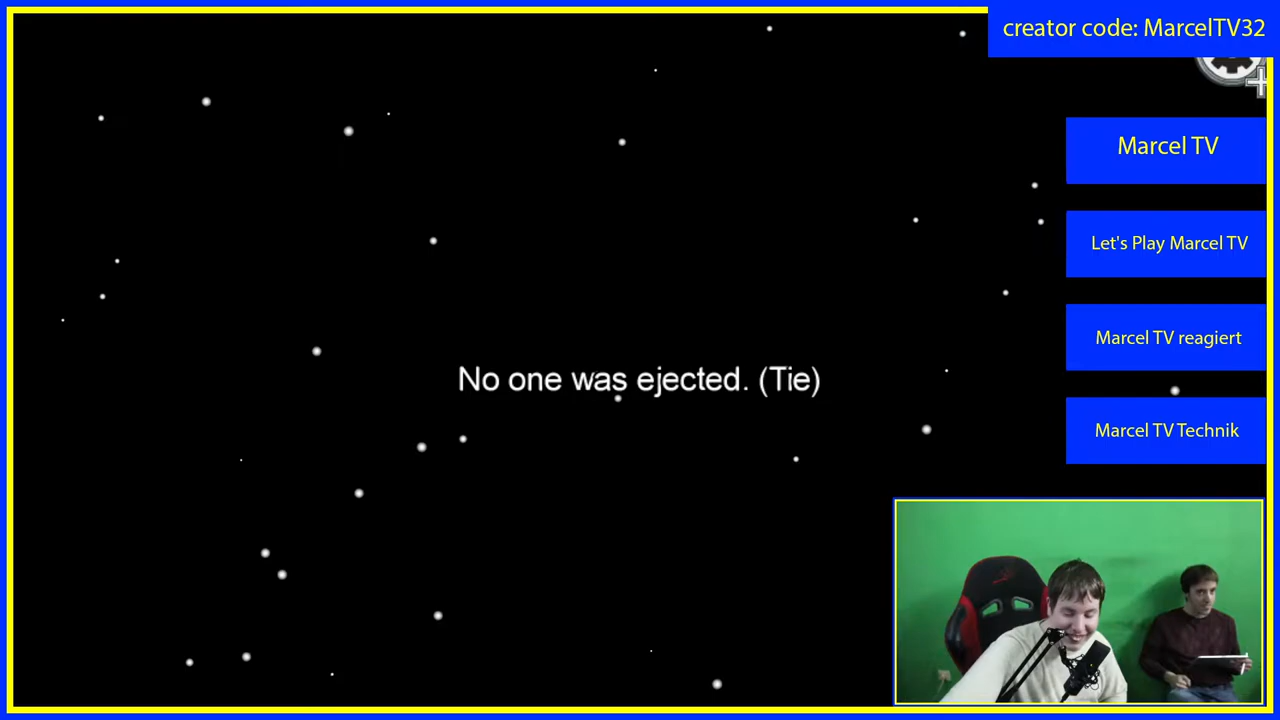 creator code: MarcelTV32
Marcel TV
Let's Play Marcel TV
Marcel TV reagiert
No one was ejected. (Tie)
Marcel TV Technik